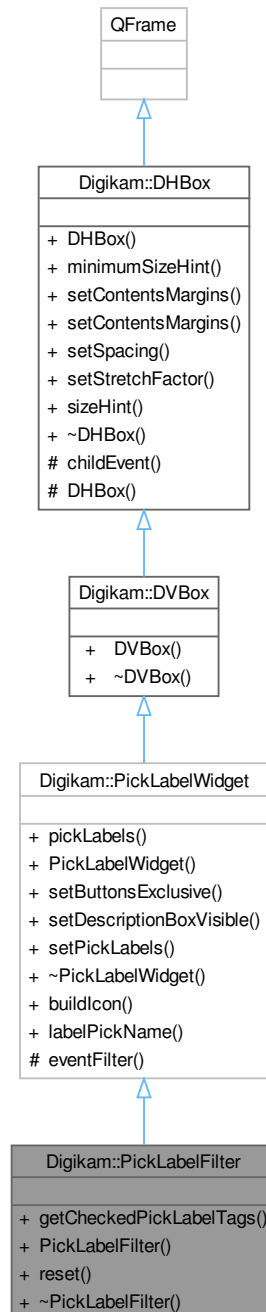 QFrame
Digikam::DHBox
+ DHBox()
+ minimumSizeHint()
+ setContentsMargins()
+ setContentsMargins()
+ setSpacing()
+ setStretchFactor()
+ sizeHint()
+ ~DHBox()
# childEvent()
# DHBox()
Digikam::DVBox
+ DVBox()
+ ~DVBox()
Digikam::PickLabelWidget
+ pickLabels()
+ PickLabelWidget()
+ setButtonsExclusive()
+ setDescriptionBoxVisible()
+ setPickLabels()
+ ~PickLabelWidget()
+ buildIcon()
+ labelPickName()
# eventFilter()
Digikam::PickLabelFilter
+ getCheckedPickLabelTags()
+ PickLabelFilter()
+ reset()
+ ~PickLabelFilter()